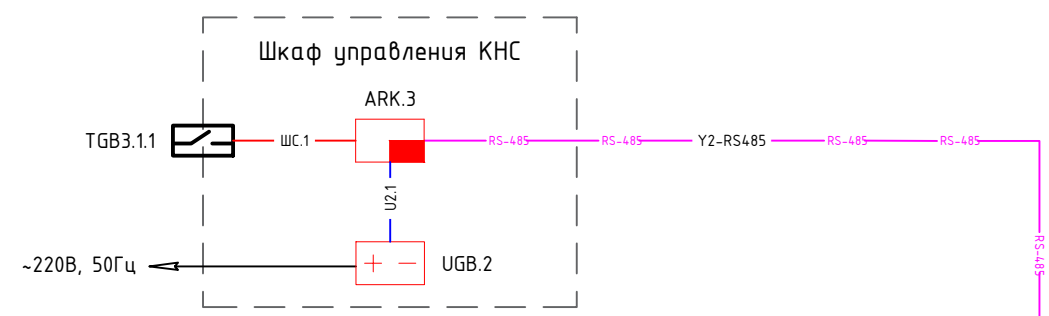 Шкаф управления КНС
ARK.3
TGB3.1.1
ШС.1
RS-485
RS-485
Y2-RS485
RS-485
RS-485
U2.1
RS-485
~220В, 50Гц
+ -
UGB.2